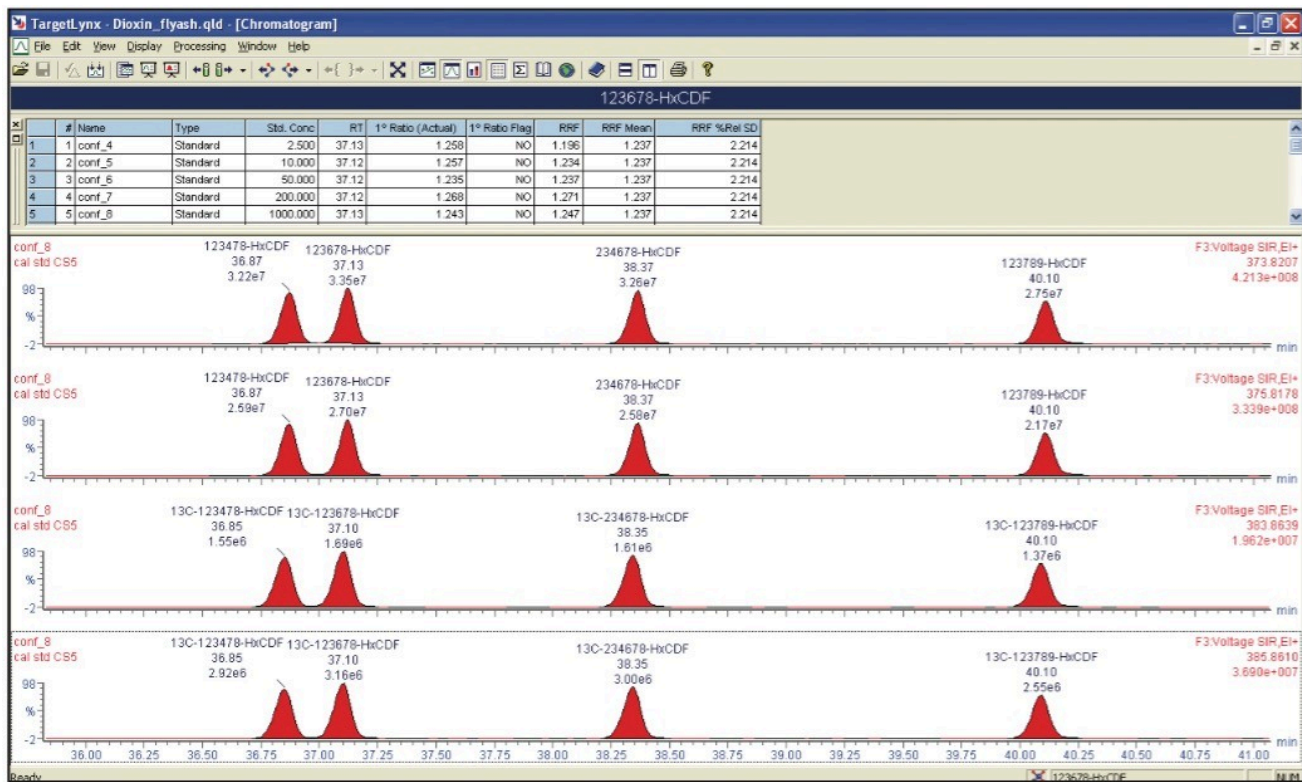 TargetLynx - Dioxin_flyash.qld - [Chromatogram]
File Edit View Display Processing Window Help
123678-HxCDF
# Name Type Std. Conc RT 1º Ratio (Actual) 1º Ratio Flag RRF RRF Mean RRF %Rel SD
1 1 conf_4 Standard 2.500 37.13 1.258 NO 1.196 1.237 2.214
2 2 conf_5 Standard 10.000 37.12 1.257 NO 1.234 1.237 2.214
3 3 conf_6 Standard 50.000 37.12 1.235 NO 1.237 1.237 2.214
4 4 conf_7 Standard 200.000 37.12 1.268 NO 1.271 1.237 2.214
5 5 conf_8 Standard 1000.000 37.13 1.243 NO 1.247 1.237 2.214
conf_8 123478-HxCDF 123678-HxCDF 234678-HxCDF 123789-HxCDF F3:Voltage SIR,EI+
cal std CS5 36.87 37.13 38.37 40.10 373.8207
3.22e7 3.35e7 3.26e7 2.75e7 4.213e+008
98
%
-2
min
conf_8 123478-HxCDF 123678-HxCDF 234678-HxCDF 123789-HxCDF F3:Voltage SIR,EI+
cal std CS5 36.87 37.13 38.37 40.10 375.8178
2.59e7 2.70e7 2.58e7 2.17e7 3.339e+008
98
%
-2
min
conf_8 13C-123478-HxCDF 13C-123678-HxCDF 13C-234678-HxCDF 13C-123789-HxCDF F3:Voltage SIR,EI+
cal std CS5 36.85 37.10 38.35 40.10 383.8639
1.55e6 1.69e6 1.61e6 1.37e6 1.962e+007
98
%
-2
min
conf_8 13C-123478-HxCDF 13C-123678-HxCDF 13C-234678-HxCDF 13C-123789-HxCDF F3:Voltage SIR,EI+
cal std CS5 36.85 37.10 38.35 40.10 385.8610
2.92e6 3.16e6 3.00e6 2.55e6 3.690e+007
98
%
-2
min
36.00 36.25 36.50 36.75 37.00 37.25 37.50 37.75 38.00 38.25 38.50 38.75 39.00 39.25 39.50 39.75 40.00 40.25 40.50 40.75 41.00
Ready 123678-HxCDF NUM